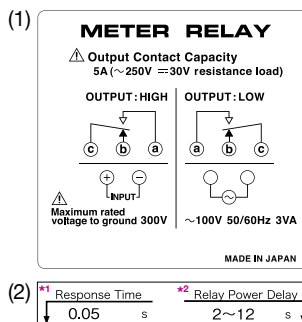 (1)
METER RELAY
⚠ Output Contact Capacity
5A (∼250V ⎓30V resistance load)
OUTPUT : HIGH OUTPUT : LOW
c b a a b c
+ −
INPUT
⚠
Maximum rated
voltage to ground 300V ∼100V 50/60Hz 3VA
MADE IN JAPAN
(2)
*1 Response Time *2 Relay Power Delay
0.05 s 2∼12 s